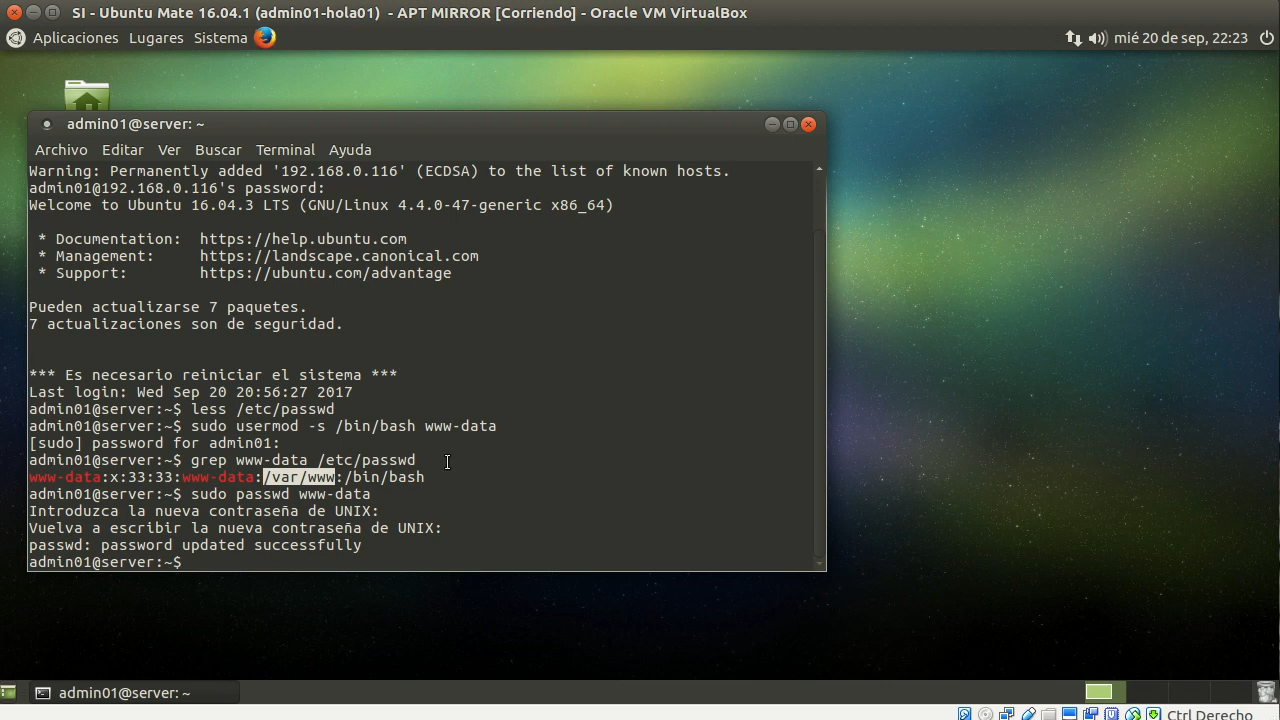 SI - Ubuntu Mate 16.04.1 (admin01-hola01)  - APT MIRROR [Corriendo] - Oracle VM VirtualBox
Aplicaciones Lugares Sistema mié 20 de sep, 22:23
admin01@server: ~
Archivo Editar Ver Buscar Terminal Ayuda
Warning: Permanently added '192.168.0.116' (ECDSA) to the list of known hosts.
admin01@192.168.0.116's password:
Welcome to Ubuntu 16.04.3 LTS (GNU/Linux 4.4.0-47-generic x86_64)
* Documentation:  https://help.ubuntu.com
* Management:     https://landscape.canonical.com
* Support:        https://ubuntu.com/advantage
Pueden actualizarse 7 paquetes.
7 actualizaciones son de seguridad.
*** Es necesario reiniciar el sistema ***
Last login: Wed Sep 20 20:56:27 2017
admin01@server:~$ less /etc/passwd
admin01@server:~$ sudo usermod -s /bin/bash www-data
[sudo] password for admin01:
admin01@server:~$ grep www-data /etc/passwd
www-data:x:33:33:www-data:/var/www:/bin/bash
admin01@server:~$ sudo passwd www-data
Introduzca la nueva contraseña de UNIX:
Vuelva a escribir la nueva contraseña de UNIX:
passwd: password updated successfully
admin01@server:~$
admin01@server: ~
Ctrl Derecho